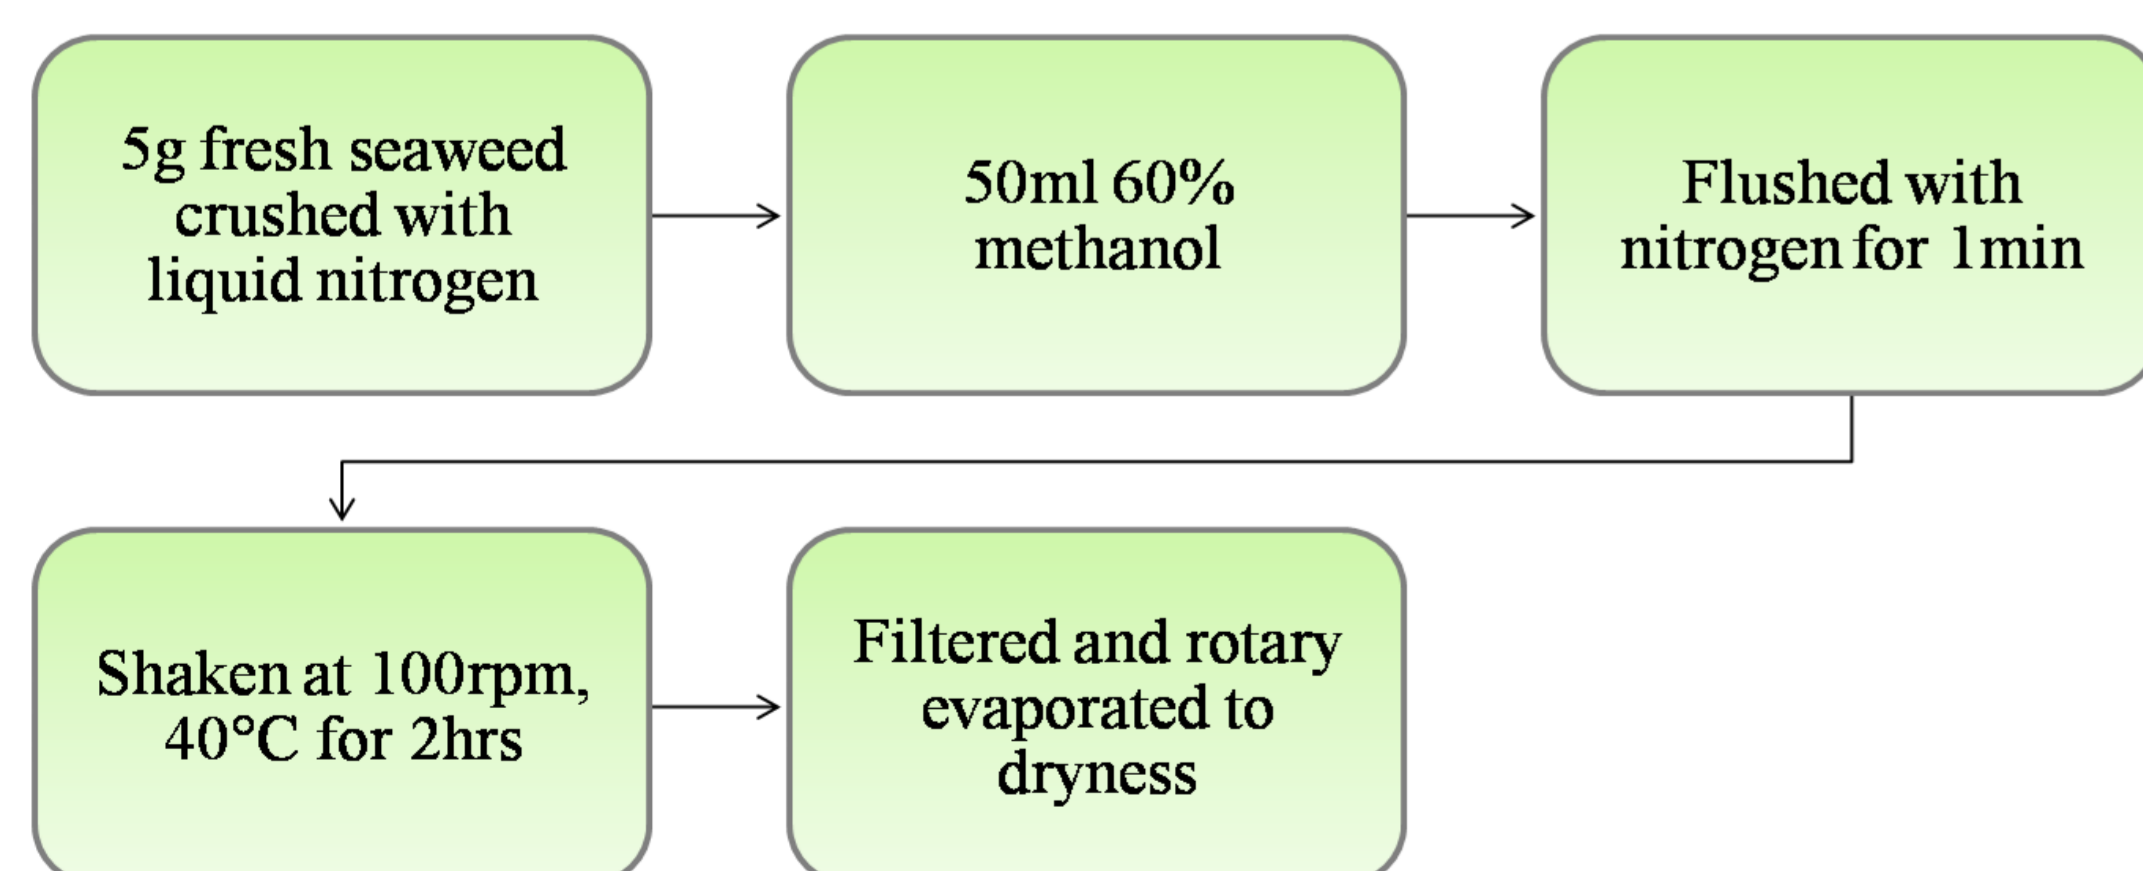 5g fresh seaweed
crushed with
liquid nitrogen
50ml 60%
methanol
Flushed with
nitrogen for 1min
Shaken at 100rpm,
40°C for 2hrs
Filtered and rotary
evaporated to
dryness